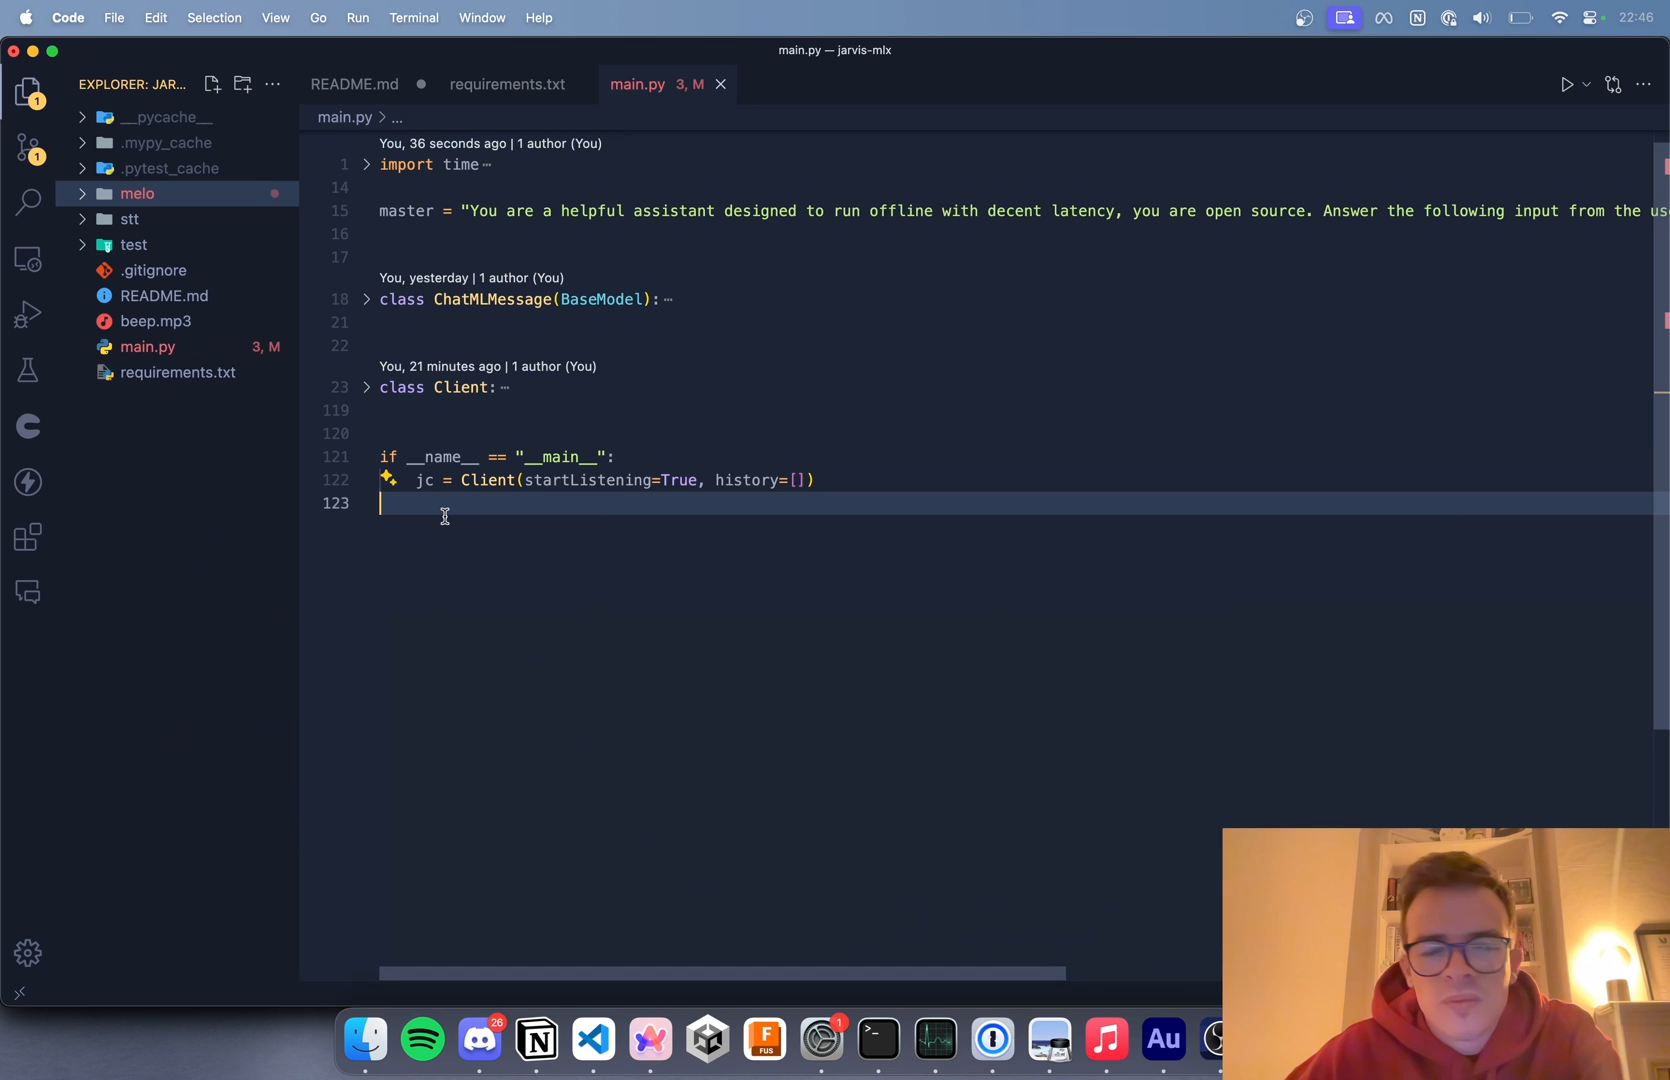 Code File Edit Selection View Go Run Terminal Window Help 22:46
main.py — jarvis-mlx
EXPLORER: JAR...
README.md requirements.txt main.py 3, M
1
main.py > ...
__pycache__
.mypy_cache
.pytest_cache
melo
stt
test
.gitignore
README.md
beep.mp3
main.py 3, M
requirements.txt
1
You, 36 seconds ago | 1 author (You)
1 import time
14
15 master = "You are a helpful assistant designed to run offline with decent latency, you are open source. Answer the following input from the us
16
17
You, yesterday | 1 author (You)
18 class ChatMLMessage(BaseModel):
21
22
You, 21 minutes ago | 1 author (You)
23 class Client:
119
120
121 if __name__ == "__main__":
122 jc = Client(startListening=True, history=[])
123
26
1
F
FUS
Au